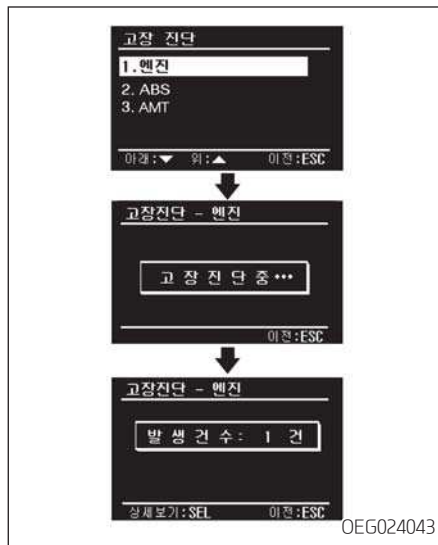 고장 진단
1.엔진
2. ABS
3. AMT
아래:▼ 위:▲ 이전:ESC
고장진단 - 엔진
고 장 진 단 중···
이전:ESC
고장진단 - 엔진
발 생 건 수: 1 건
상세보기:SEL 이전:ESC
OEG024043